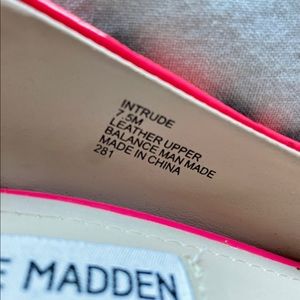 INTRUDE
7.5M
LEATHER UPPER
BALANCE MAN MADE
MADE IN CHINA
281
E MADDEN